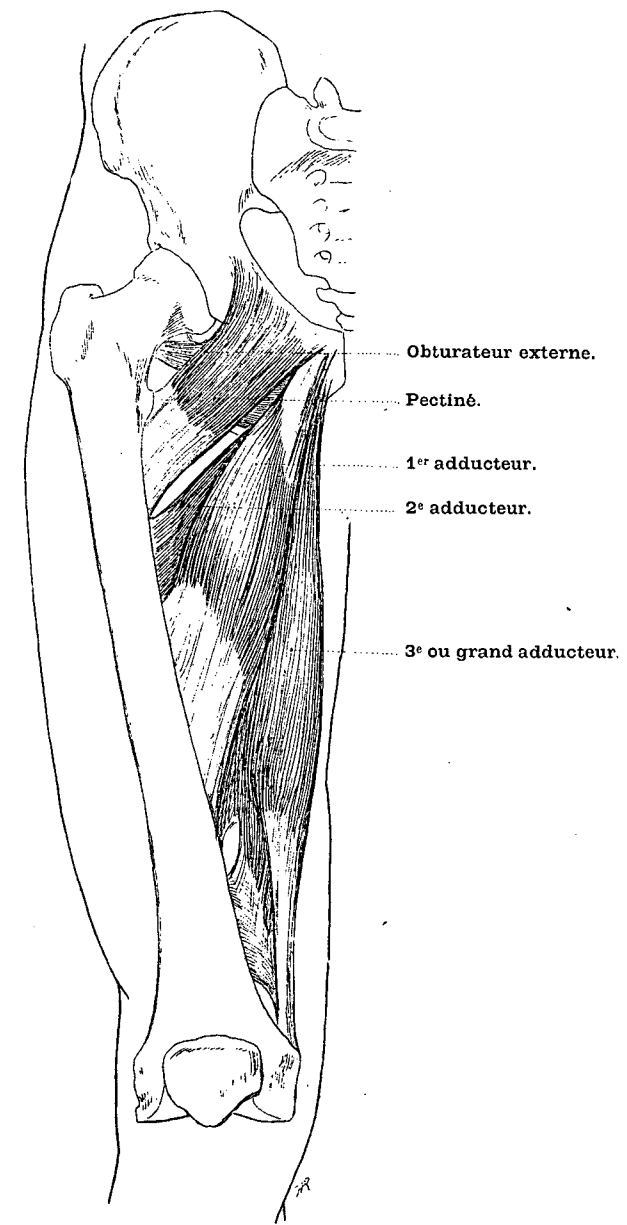 Obturateur externe.
Pectiné.
1er adducteur.
2e adducteur.
3e ou grand adducteur.